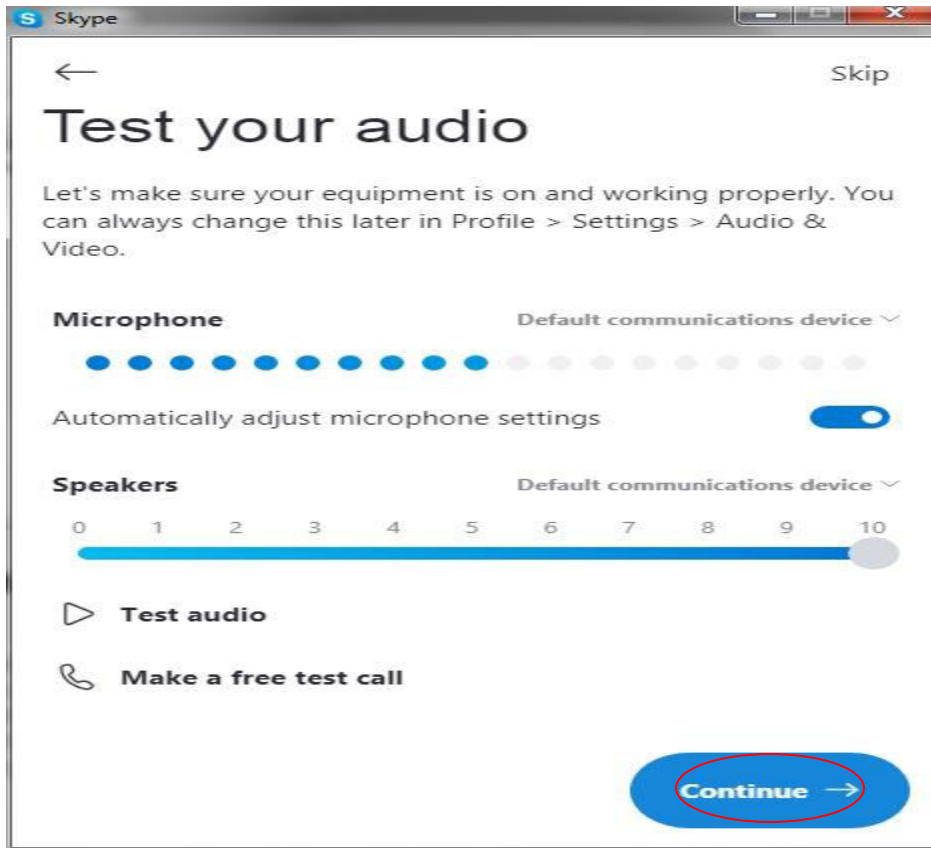 Skype
Skip
Test your audio
Let's make sure your equipment is on and working properly. You
can always change this later in Profile > Settings > Audio &
Video.
Microphone Default communications device
Automatically adjust microphone settings
Speakers Default communications device
0 1 2 3 4 5 6 7 8 9 10
Test audio
Make a free test call
Continue →